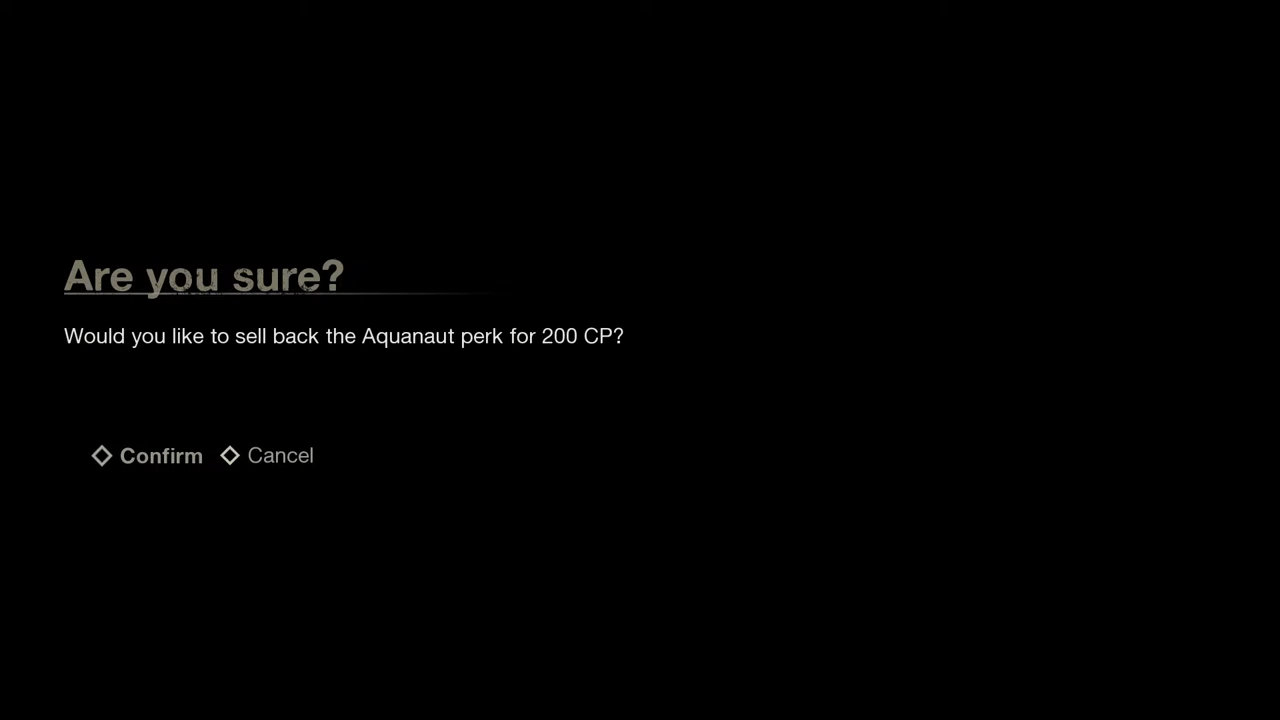 Are you sure?
Would you like to sell back the Aquanaut perk for 200 CP?
Confirm Cancel